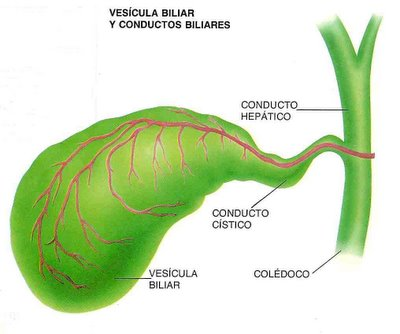 VESÍCULA BILIAR
Y CONDUCTOS BILIARES
CONDUCTO
HEPÁTICO
CONDUCTO
CÍSTICO
VESÍCULA
BILIAR
COLÉDOCO